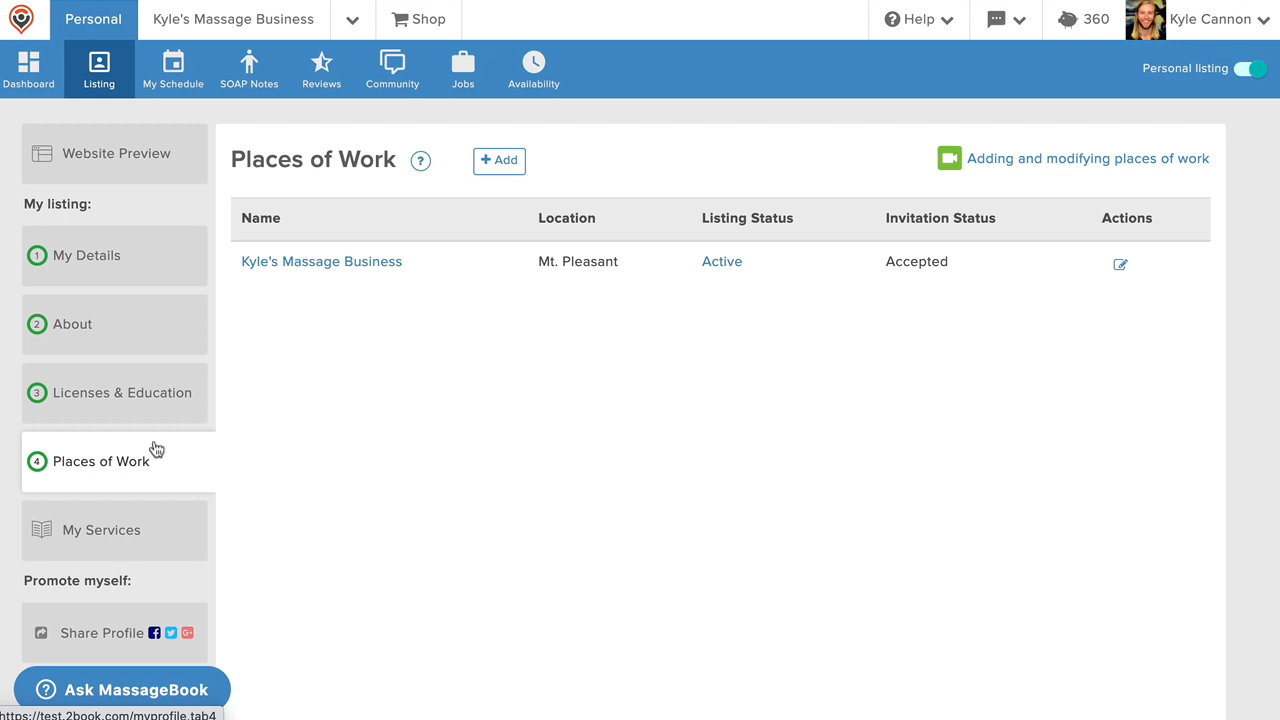 Personal
Kyle's Massage Business
Shop
Help
360
Kyle Cannon
Dashboard
Listing
My Schedule
SOAP Notes
Reviews
Community
Jobs
Availability
Personal listing
Website Preview
My listing:
1 My Details
2 About
3 Licenses & Education
4 Places of Work
My Services
Promote myself:
Share Profile
Ask MassageBook
https://test.2book.com/myprofile.tab4
Places of Work ?
+ Add
Adding and modifying places of work
Name Location Listing Status Invitation Status Actions
Kyle's Massage Business Mt. Pleasant Active Accepted